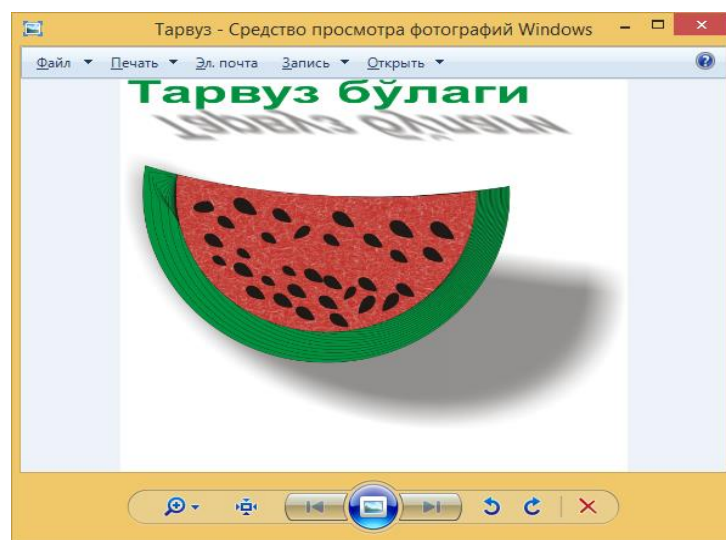 Тарвуз - Средство просмотра фотографий Windows
Файл Печать Эл. почта Запись Открыть
Тарвуз бўлаги